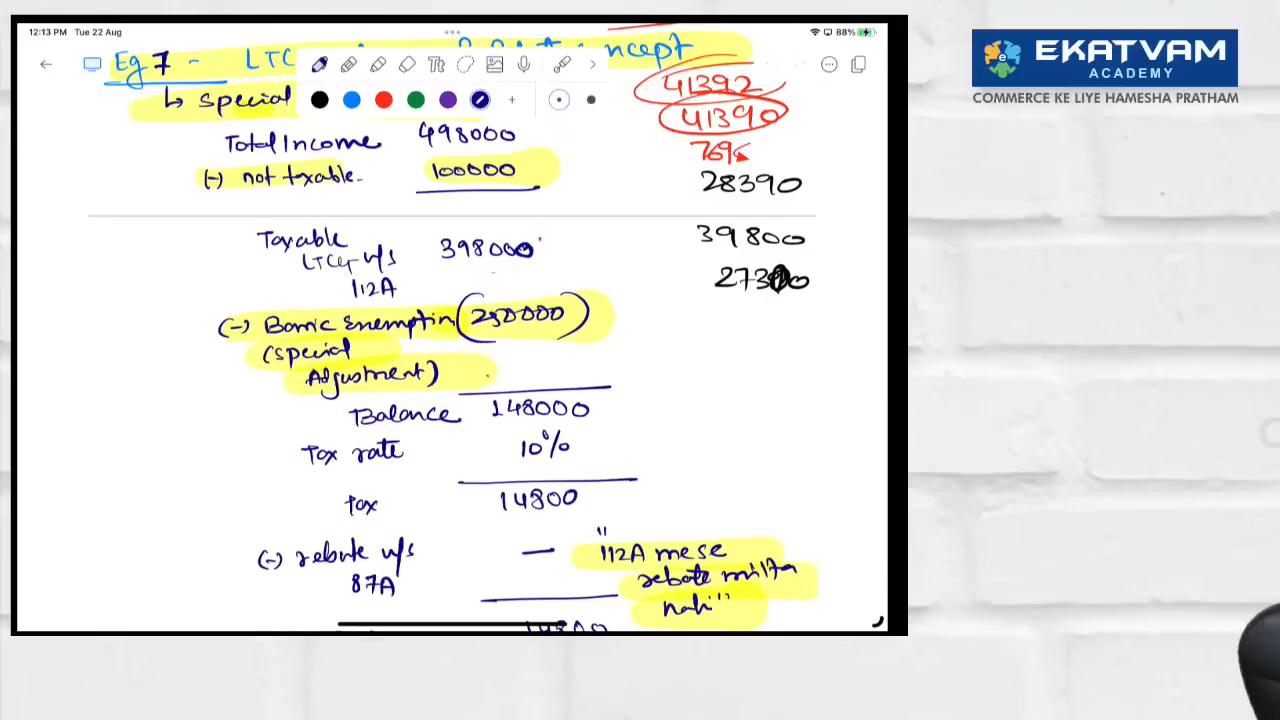 12:13 PM Tue 22 Aug
88%
EKATVAM
ACADEMY
COMMERCE KE LIYE HAMESHA PRATHAM
Eg 7 - LTC ncept
↳ special
Total Income 498000
(-) not taxable 100000
41392
41390
28390
39800
Taxable LTCG u/s 112A 398000
(-) Basic Exemption (250000)
(special
Adjustment)
Balance 148000
Tax rate 10%
Tax 14800
(-) rebate u/s 87A —
"112A mese
rebate milta
nahi"
14800